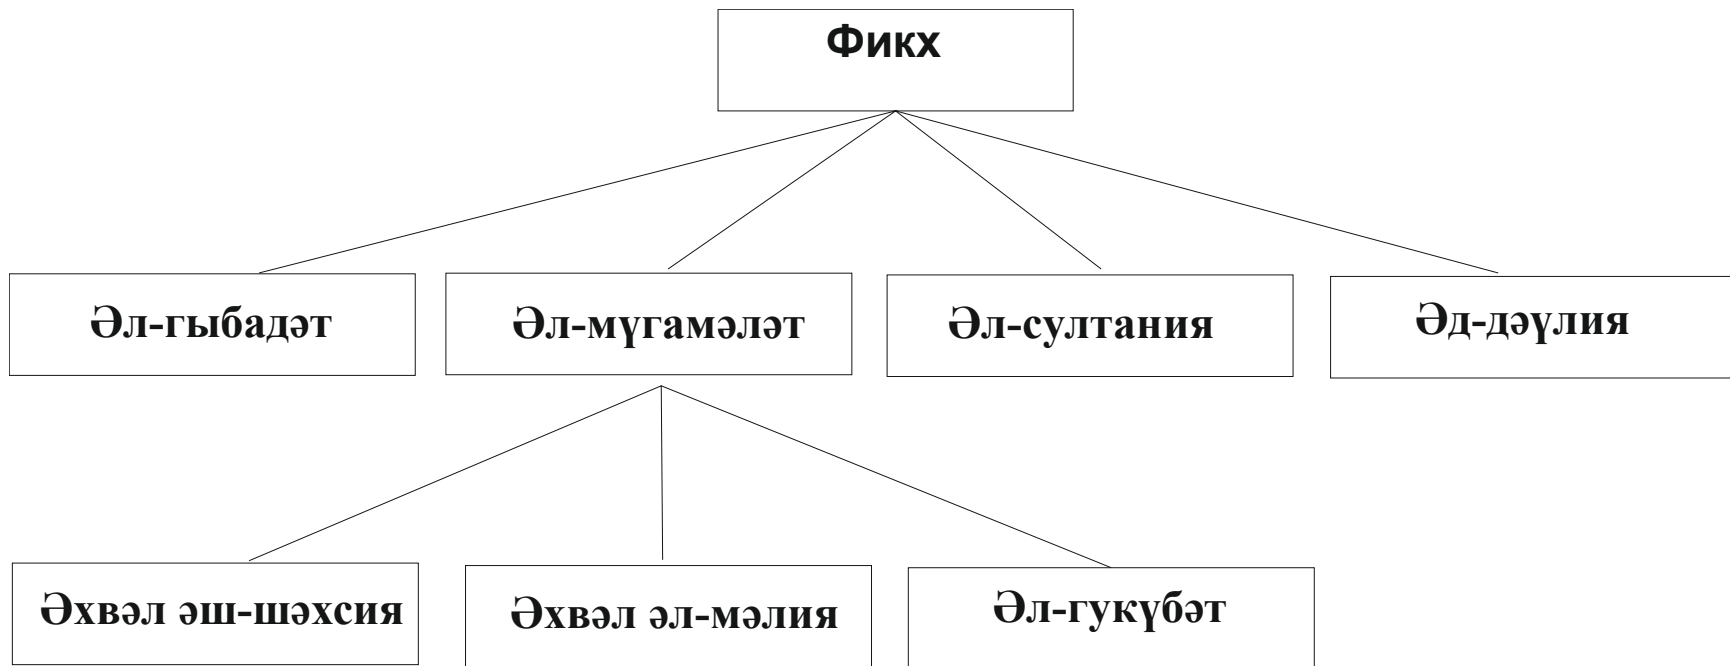 Фикх
Әл-гыбадәт
Әл-мүгамәләт
Әл-султания
Әд-дәүлия
Әхвәл әш-шәхсия
Әхвәл әл-мәлия
Әл-гукүбәт